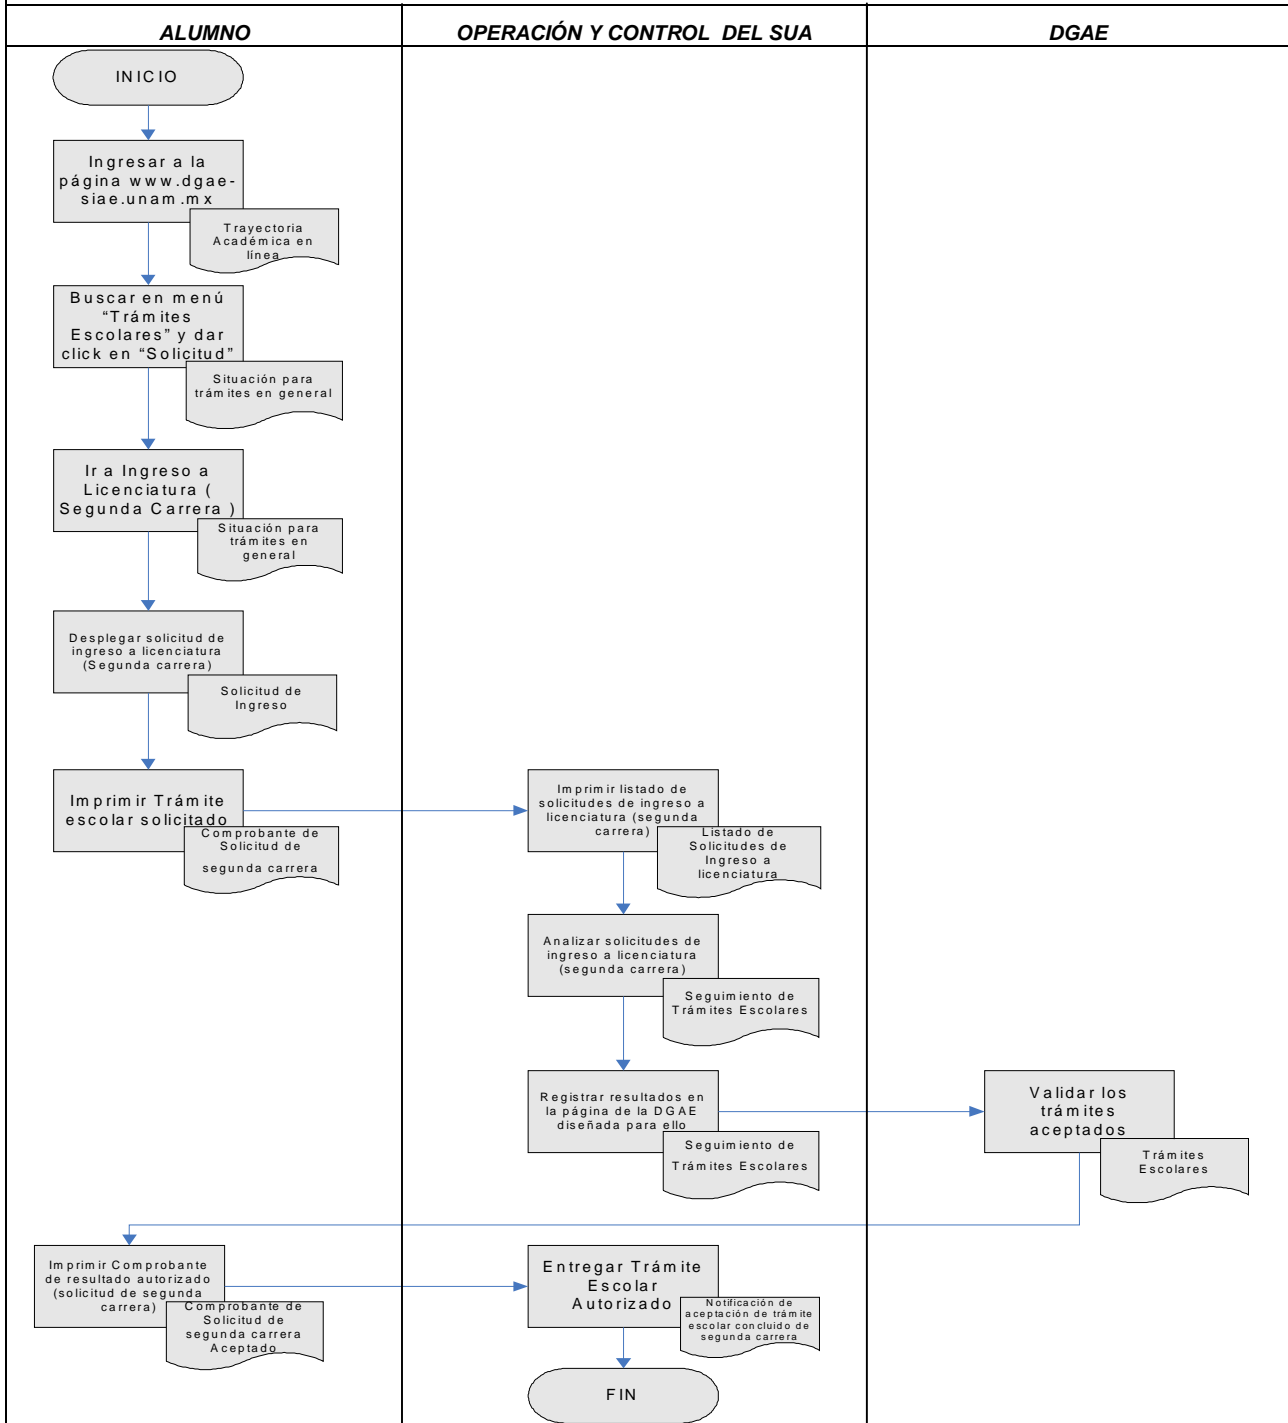 ALUMNO
OPERACIÓN Y CONTROL DEL SUA
DGAE
INICIO
Ingresar a la
página www.dgae-
siae.unam.mx
Trayectoria
Académica en
línea
Buscar en menú
“Trámites
Escolares” y dar
click en “Solicitud”
Situación para
trámites en general
Ir a Ingreso a
Licenciatura (
Segunda Carrera )
Situación para
trámites en
general
Desplegar solicitud de
ingreso a licenciatura
(Segunda carrera)
Solicitud de
Ingreso
Imprimir Trámite
escolar solicitado
Comprobante de
Solicitud de
segunda carrera
Imprimir listado de
solicitudes de ingreso a
licenciatura (segunda
carrera)
Listado de
Solicitudes de
Ingreso a
licenciatura
Analizar solicitudes de
ingreso a licenciatura
(segunda carrera)
Seguimiento de
Trámites Escolares
Registrar resultados en
la página de la DGAE
diseñada para ello
Seguimiento de
Trámites Escolares
Validar los
trámites
aceptados
Trámites
Escolares
Imprimir Comprobante
de resultado autorizado
(solicitud de segunda
carrera)
Comprobante de
Solicitud de
segunda carrera
Aceptado
Entregar Trámite
Escolar
Autorizado
Notificación de
aceptación de trámite
escolar concluido de
segunda carrera
FIN